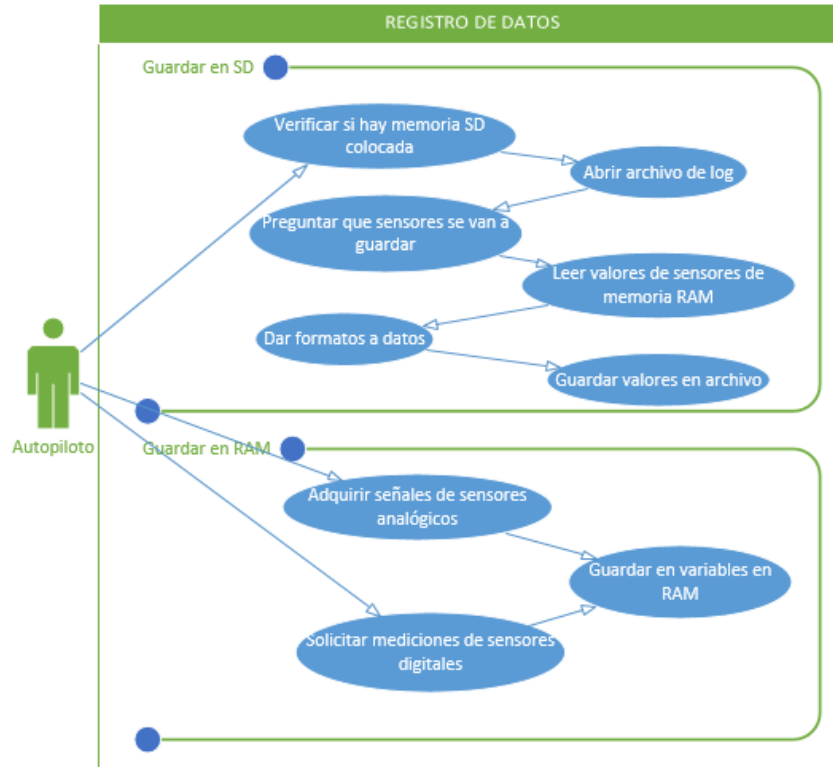 REGISTRO DE DATOS
Guardar en SD
Verificar si hay memoria SD
colocada
Abrir archivo de log
Preguntar que sensores se van a
guardar
Leer valores de sensores de
memoria RAM
Dar formatos a datos
Guardar valores en archivo
Autopiloto
Guardar en RAM
Adquirir señales de sensores
analógicos
Guardar en variables en
RAM
Solicitar mediciones de sensores
digitales